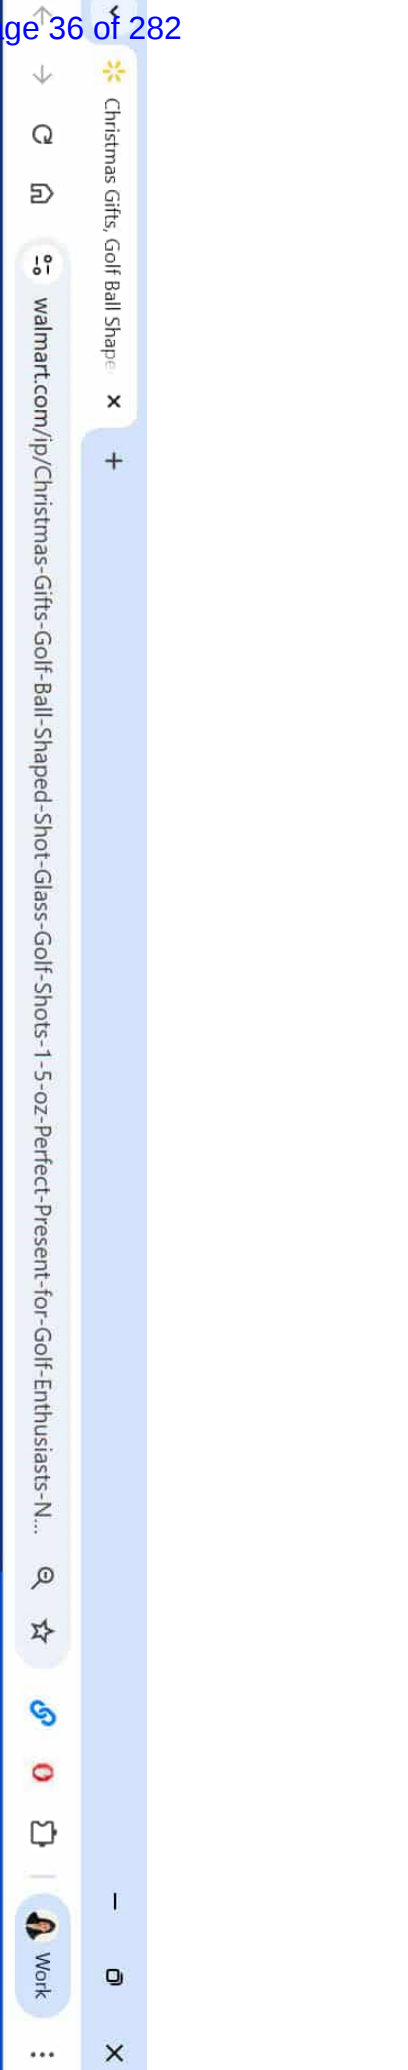 ge 36 of 282
Christmas Gifts, Golf Ball Shape
walmart.com/ip/Christmas-Gifts-Golf-Ball-Shaped-Shot-Glass-Golf-Shots-1-5-oz-Perfect-Present-for-Golf-Enthusiasts-N...
Work